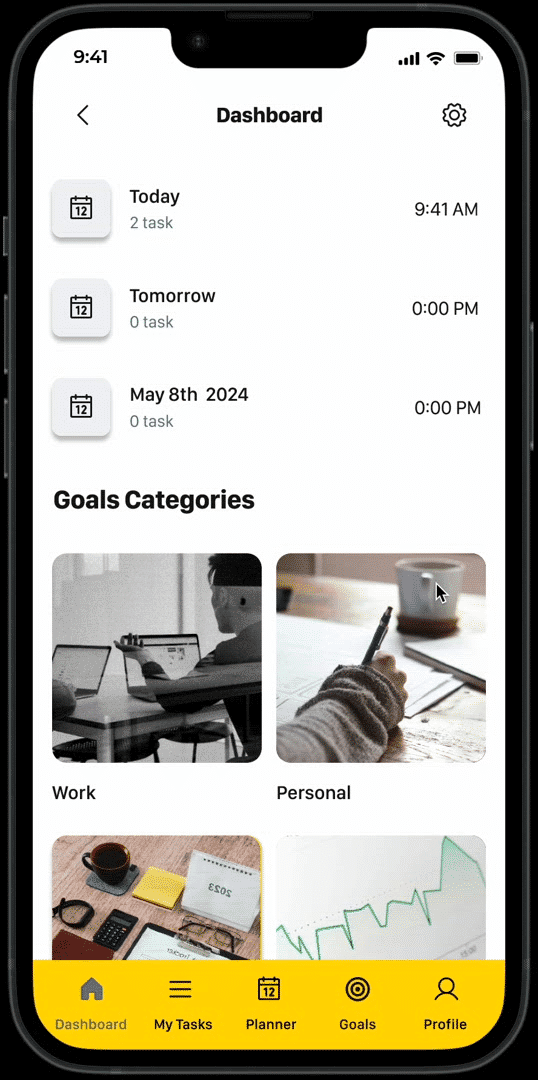 9:41
Dashboard
12
Today
2 task
9:41 AM
12
Tomorrow
0 task
0:00 PM
12
May 8th 2024
0 task
0:00 PM
Goals Categories
Work
Personal
2023
12
Dashboard
My Tasks
Planner
Goals
Profile